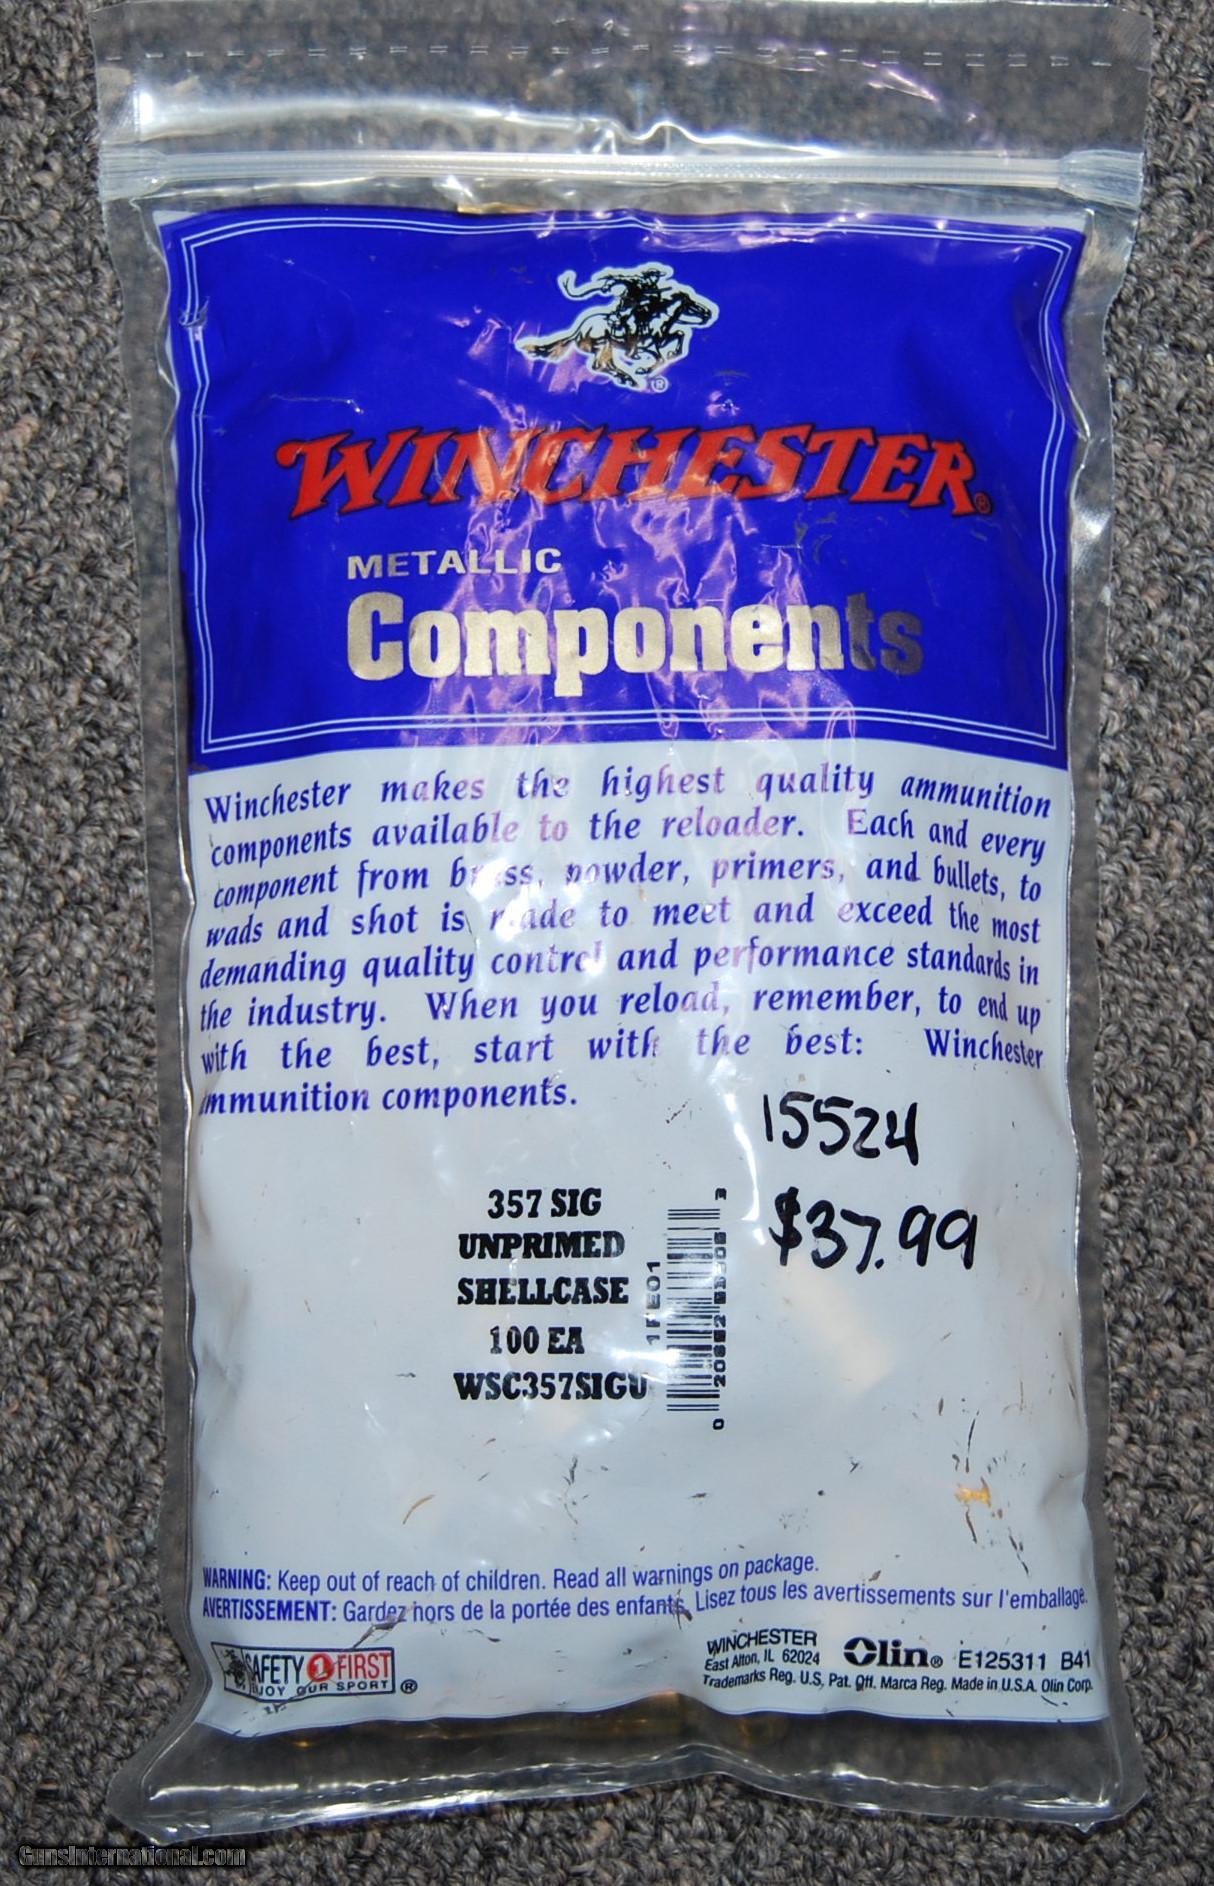 WINCHESTER®
METALLIC
Components
Winchester makes the highest quality ammunition
components available to the reloader. Each and every
component from brass, powder, primers, and bullets, to
wads and shot is made to meet and exceed the most
demanding quality control and performance standards in
the industry. When you reload, remember, to end up
with the best, start with the best: Winchester
ammunition components.
15524
$37.99
357 SIG
UNPRIMED
SHELLCASE
100 EA
WSC357SIGU
WARNING: Keep out of reach of children. Read all warnings on package.
AVERTISSEMENT: Gardez hors de la portée des enfants. Lisez tous les avertissements sur l'emballage.
SAFETY 1 FIRST
ENJOY OUR SPORT ®
WINCHESTER
East Alton, IL 62024
Olin® E125311 B41
Trademarks Reg. U.S. Pat. Off. Marca Reg. Made in U.S.A. Olin Corp.
GunsInternational.com